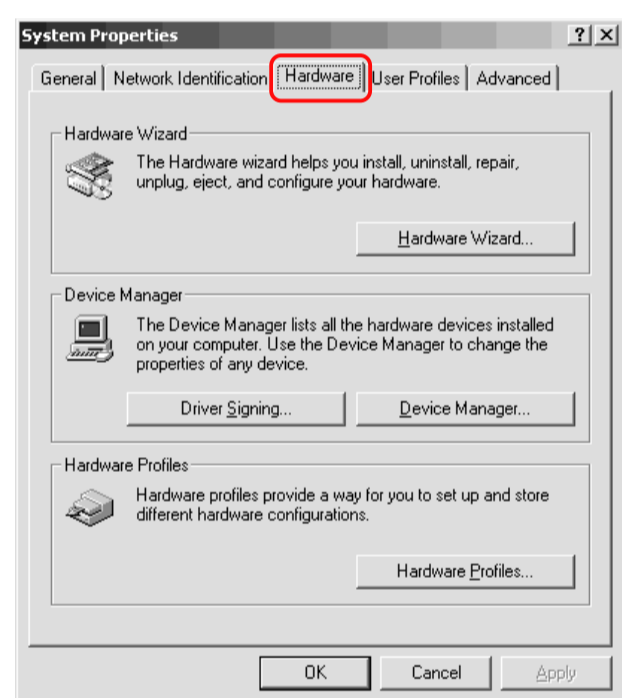 System Properties
General Network Identification Hardware User Profiles Advanced
Hardware Wizard
The Hardware wizard helps you install, uninstall, repair,
unplug, eject, and configure your hardware.
Hardware Wizard...
Device Manager
The Device Manager lists all the hardware devices installed
on your computer. Use the Device Manager to change the
properties of any device.
Driver Signing... Device Manager...
Hardware Profiles
Hardware profiles provide a way for you to set up and store
different hardware configurations.
Hardware Profiles...
OK Cancel Apply